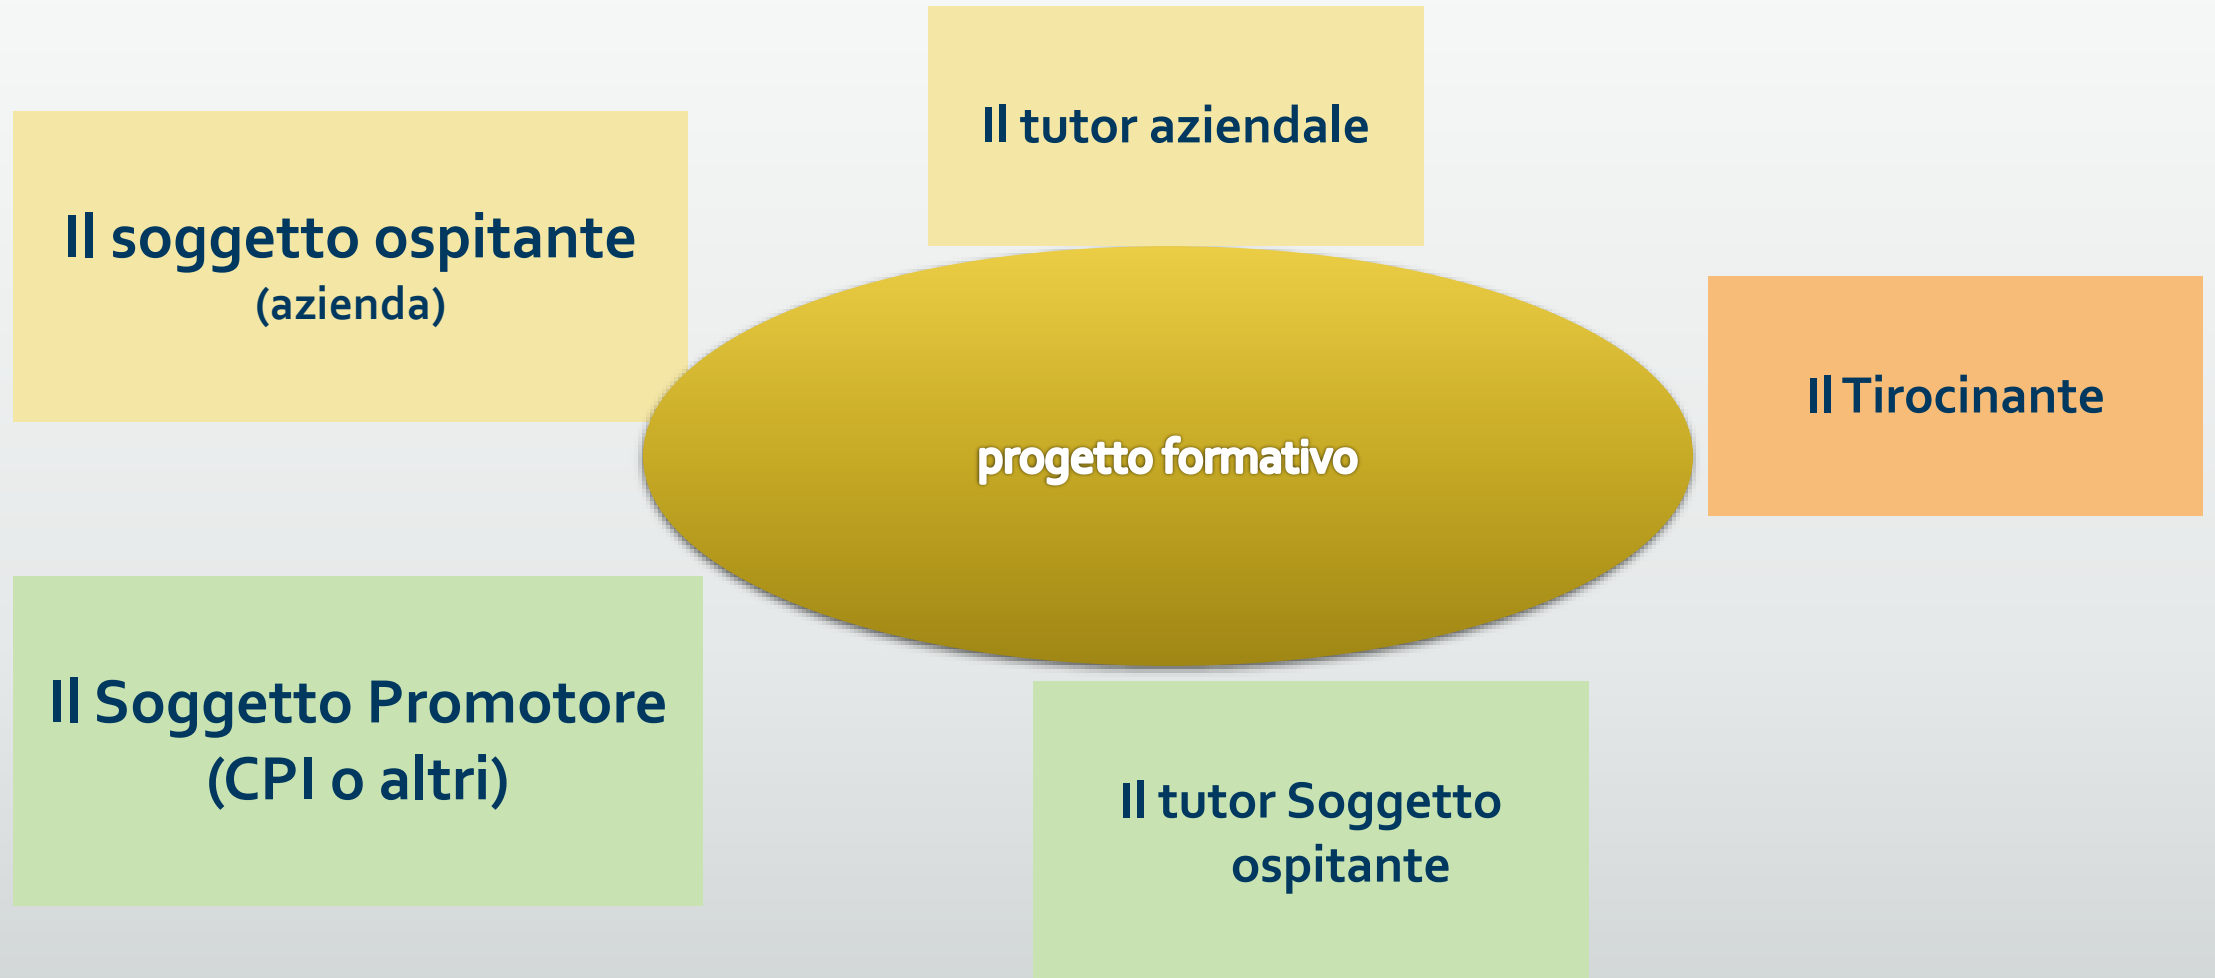 Il tutor aziendale
Il soggetto ospitante
(azienda)
Il Tirocinante
progetto formativo
Il Soggetto Promotore
(CPI o altri)
Il tutor Soggetto
ospitante